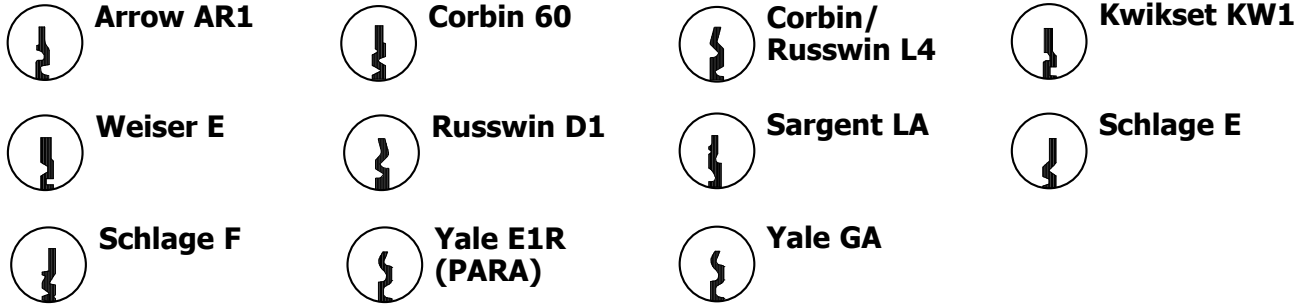 Arrow AR1
Corbin 60
Corbin/
Russwin L4
Kwikset KW1
Weiser E
Russwin D1
Sargent LA
Schlage E
Schlage F
Yale E1R
(PARA)
Yale GA